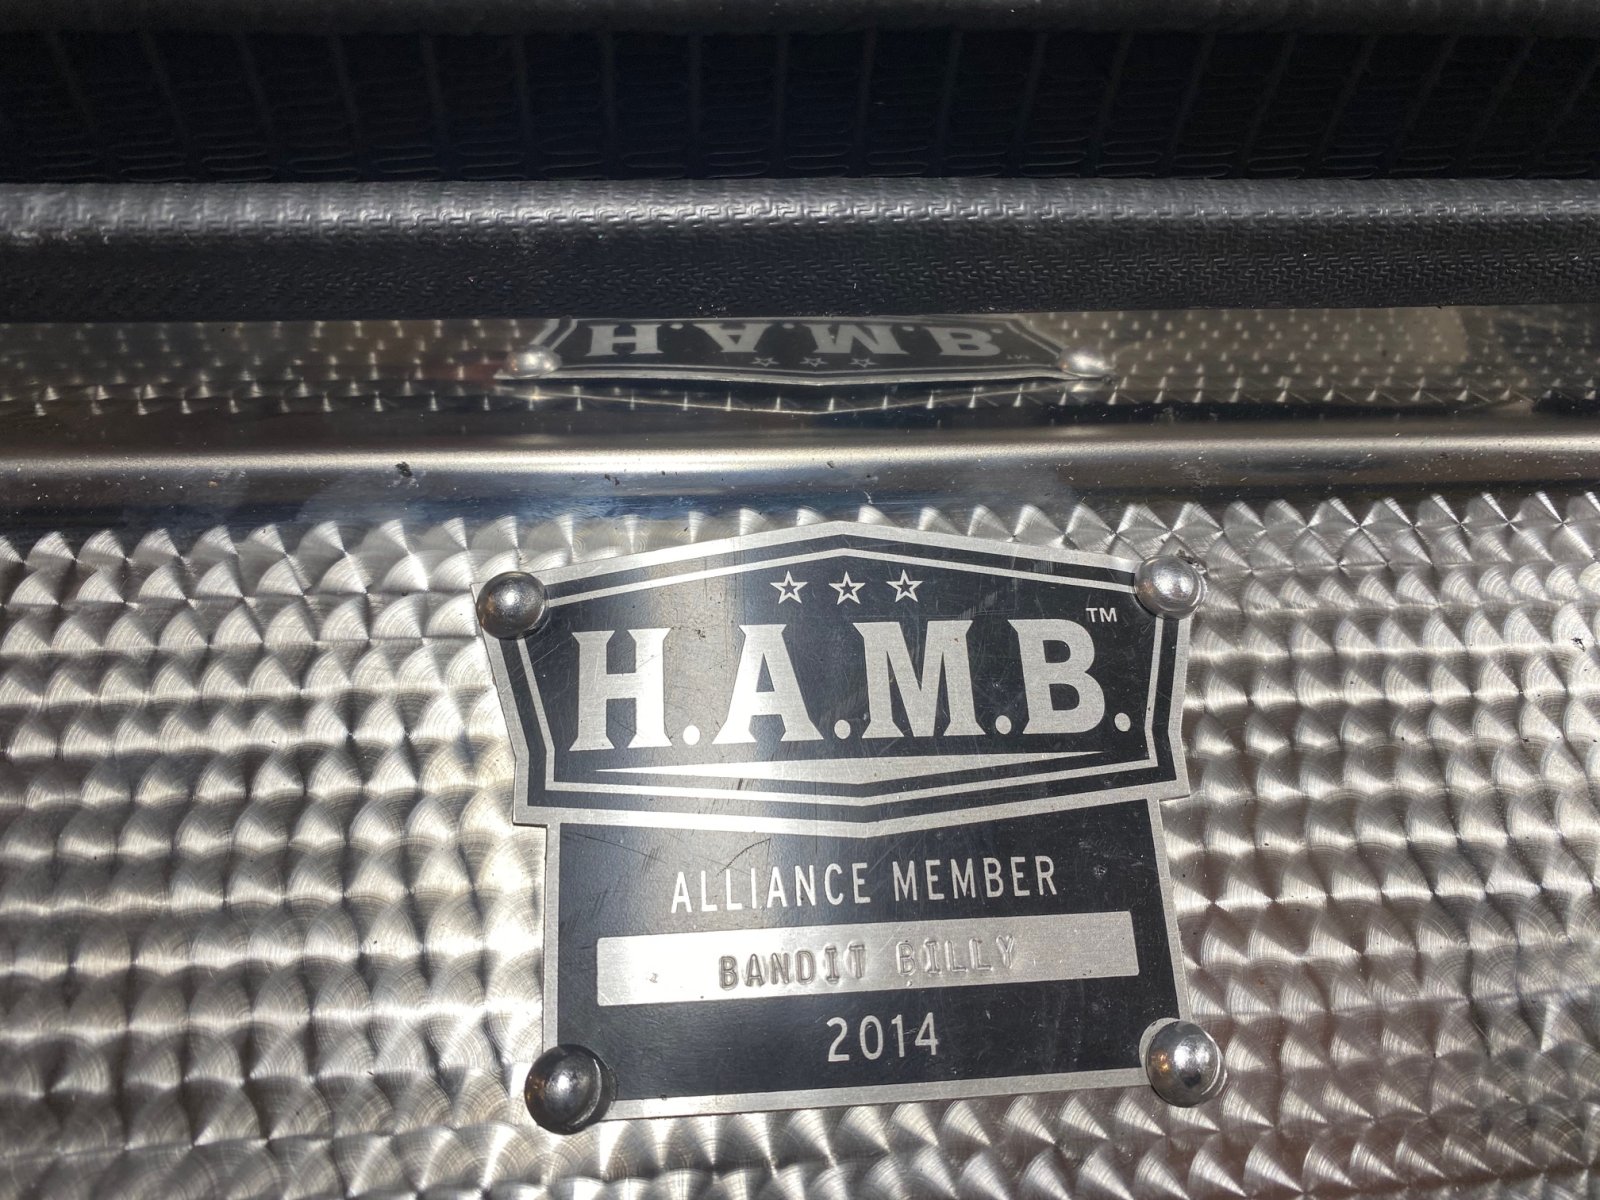 H.A.M.B.
H.A.M.B.™
ALLIANCE MEMBER
BANDIT BILLY
2014